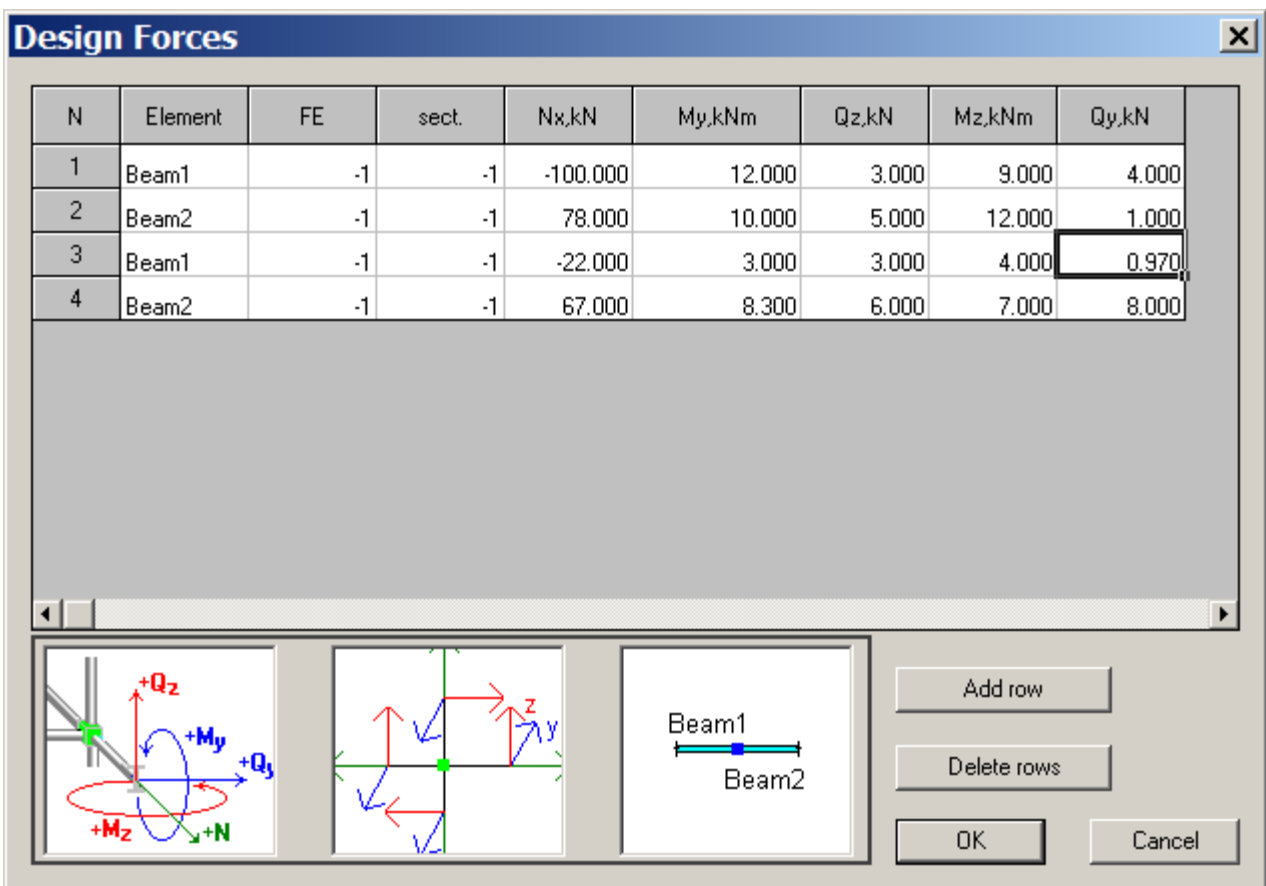 Design Forces
N Element FE sect. Nx,kN My,kNm Qz,kN Mz,kNm Qy,kN
1 Beam1 -1 -1 -100.000 12.000 3.000 9.000 4.000
2 Beam2 -1 -1 78.000 10.000 5.000 12.000 1.000
3 Beam1 -1 -1 -22.000 3.000 3.000 4.000 0.970
4 Beam2 -1 -1 67.000 8.300 6.000 7.000 8.000
+Qz
+My
+Qy
+Mz
+N
z
y
Beam1
Beam2
Add row
Delete rows
OK Cancel